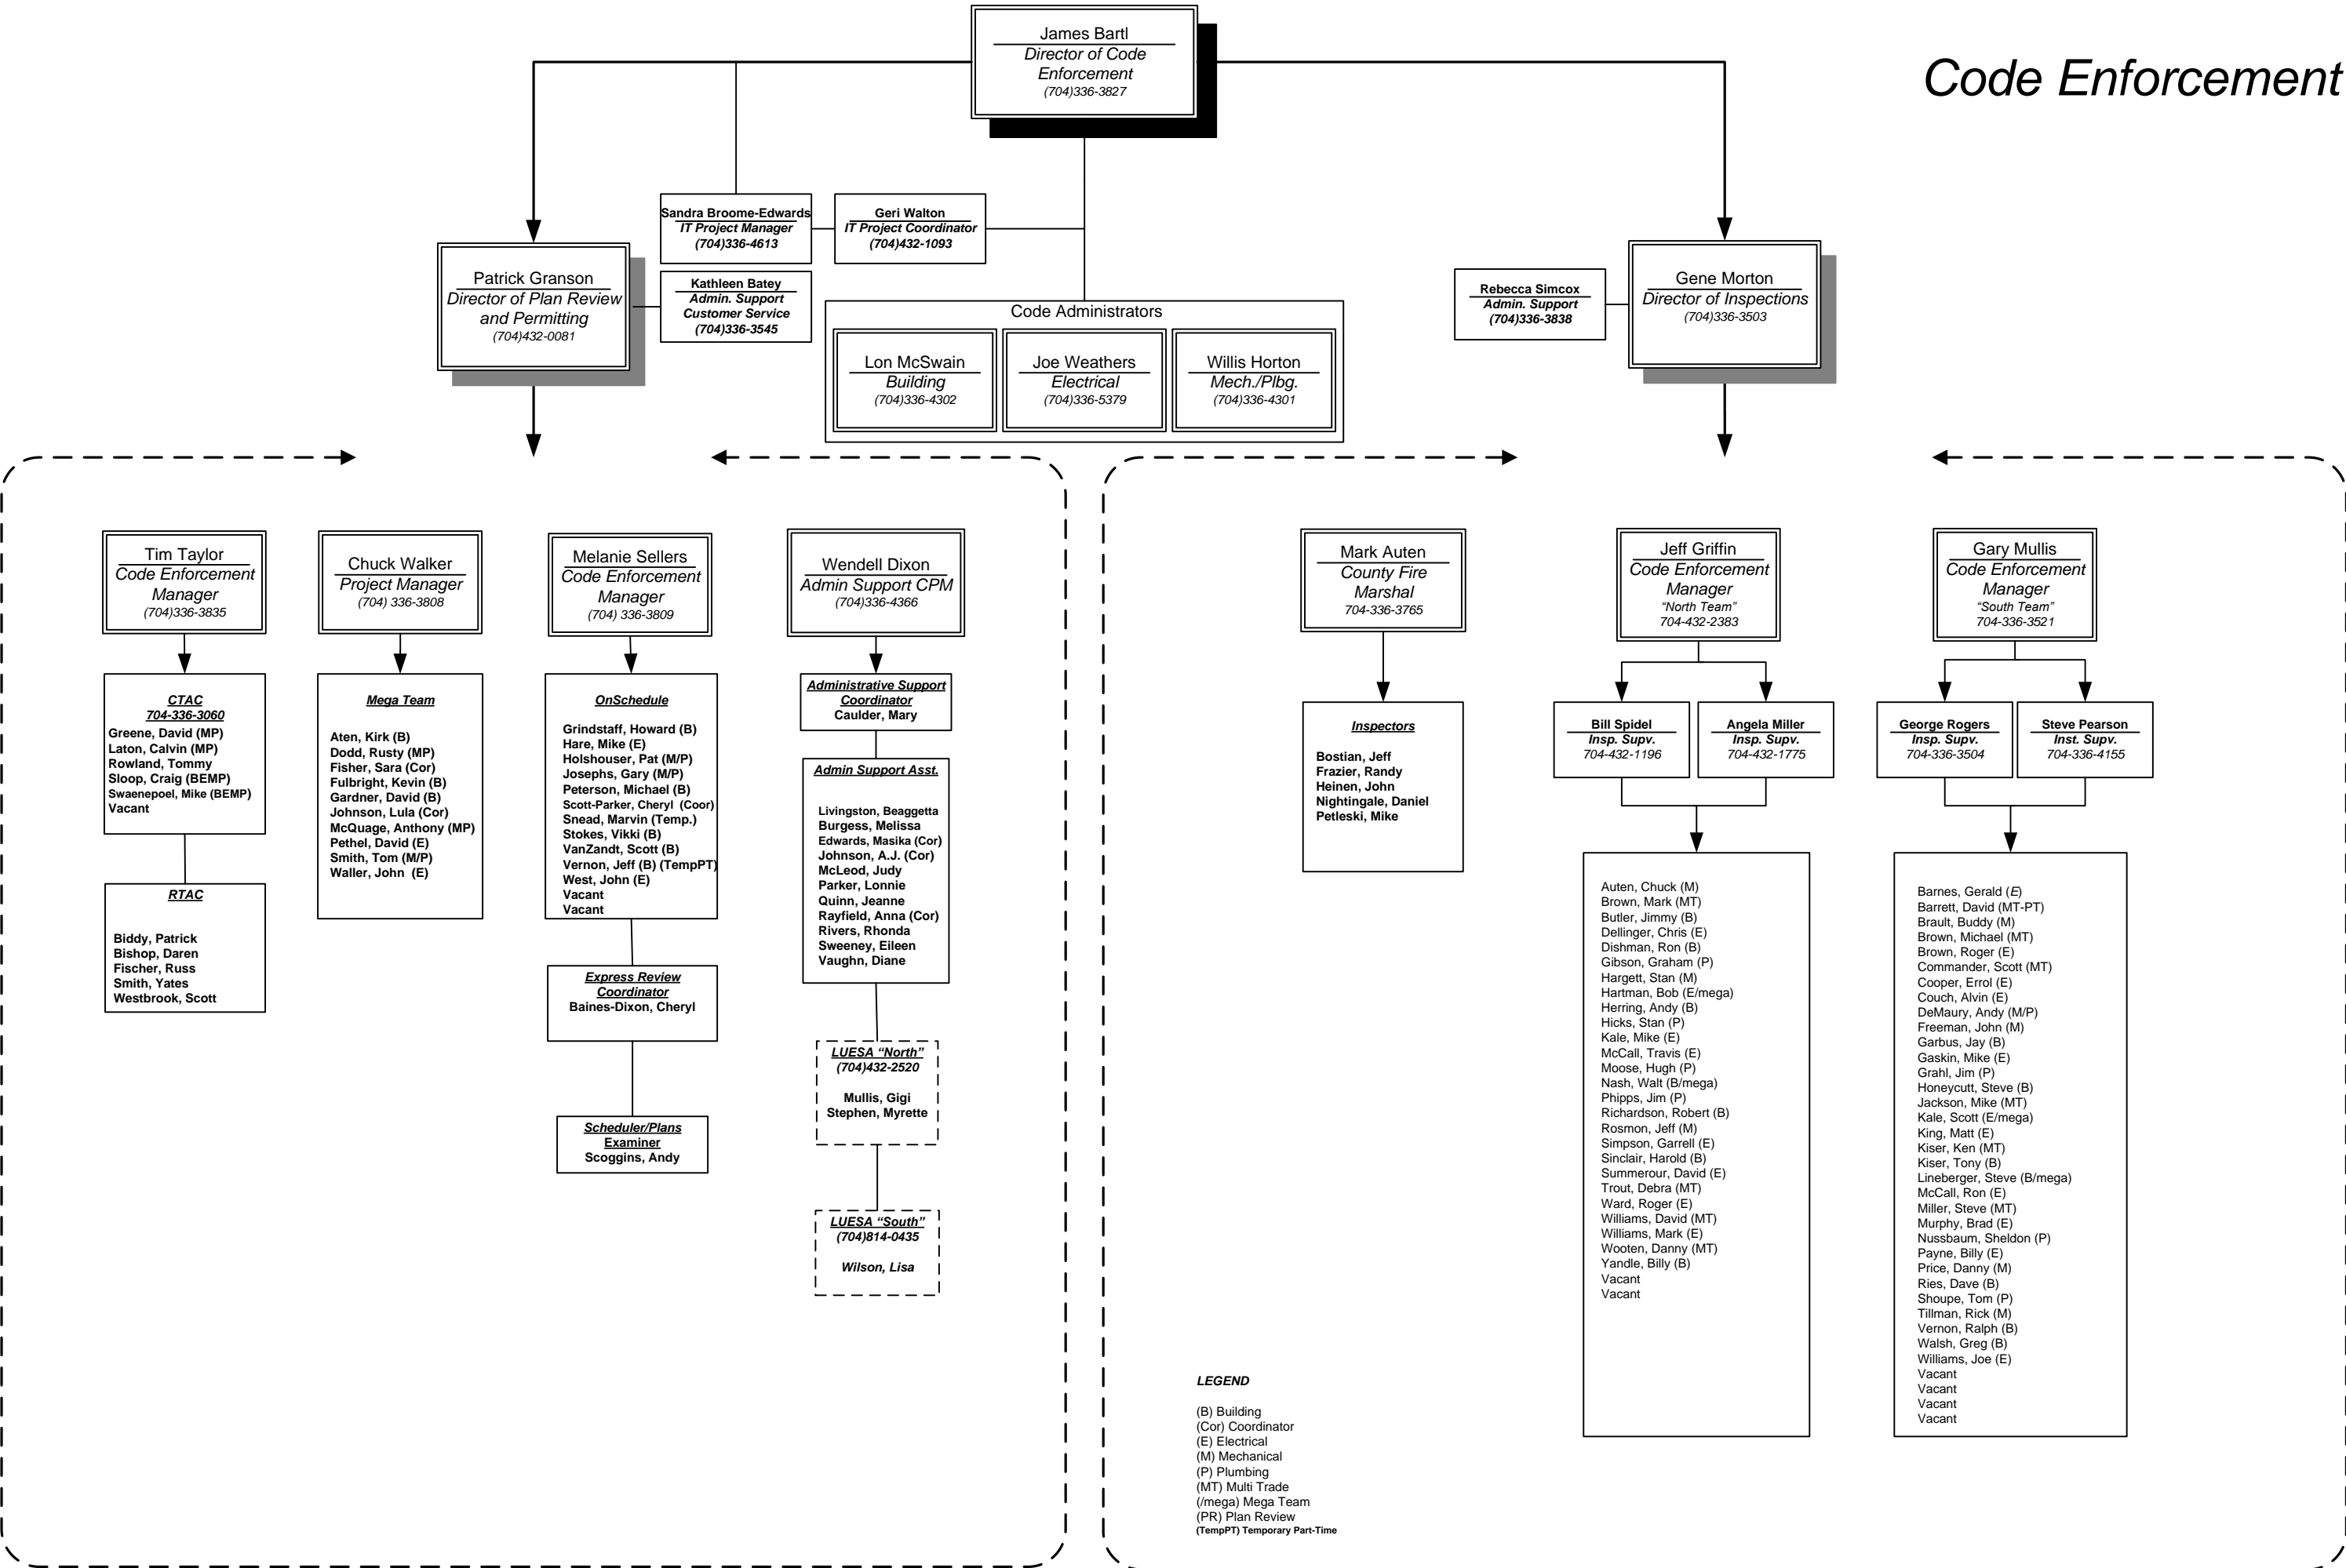 Code Enforcement
James Bartl
Director of Code
Enforcement
(704)336-3827
Sandra Broome-Edwards
IT Project Manager
(704)336-4613
Geri Walton
IT Project Coordinator
(704)432-1093
Patrick Granson
Director of Plan Review
and Permitting
(704)432-0081
Kathleen Batey
Admin. Support
Customer Service
(704)336-3545
Code Administrators
Lon McSwain
Building
(704)336-4302
Joe Weathers
Electrical
(704)336-5379
Willis Horton
Mech./Plbg.
(704)336-4301
Rebecca Simcox
Admin. Support
(704)336-3838
Gene Morton
Director of Inspections
(704)336-3503
Tim Taylor
Code Enforcement
Manager
(704)336-3835
CTAC
704-336-3060
Greene, David (MP)
Laton, Calvin (MP)
Rowland, Tommy
Sloop, Craig (BEMP)
Swaenepoel, Mike (BEMP)
Vacant
RTAC
Biddy, Patrick
Bishop, Daren
Fischer, Russ
Smith, Yates
Westbrook, Scott
Chuck Walker
Project Manager
(704) 336-3808
Mega Team
Aten, Kirk (B)
Dodd, Rusty (MP)
Fisher, Sara (Cor)
Fulbright, Kevin (B)
Gardner, David (B)
Johnson, Lula (Cor)
McQuage, Anthony (MP)
Pethel, David (E)
Smith, Tom (M/P)
Waller, John (E)
Melanie Sellers
Code Enforcement
Manager
(704) 336-3809
OnSchedule
Grindstaff, Howard (B)
Hare, Mike (E)
Holshouser, Pat (M/P)
Josephs, Gary (M/P)
Peterson, Michael (B)
Scott-Parker, Cheryl (Coor)
Snead, Marvin (Temp.)
Stokes, Vikki (B)
VanZandt, Scott (B)
Vernon, Jeff (B) (TempPT)
West, John (E)
Vacant
Vacant
Express Review
Coordinator
Baines-Dixon, Cheryl
Scheduler/Plans
Examiner
Scoggins, Andy
Wendell Dixon
Admin Support CPM
(704)336-4366
Administrative Support
Coordinator
Caulder, Mary
Admin Support Asst.
Livingston, Beaggetta
Burgess, Melissa
Edwards, Masika (Cor)
Johnson, A.J. (Cor)
McLeod, Judy
Parker, Lonnie
Quinn, Jeanne
Rayfield, Anna (Cor)
Rivers, Rhonda
Sweeney, Eileen
Vaughn, Diane
LUESA “North”
(704)432-2520
Mullis, Gigi
Stephen, Myrette
LUESA “South”
(704)814-0435
Wilson, Lisa
Mark Auten
County Fire
Marshal
704-336-3765
Inspectors
Bostian, Jeff
Frazier, Randy
Heinen, John
Nightingale, Daniel
Petleski, Mike
Jeff Griffin
Code Enforcement
Manager
“North Team”
704-432-2383
Bill Spidel
Insp. Supv.
704-432-1196
Angela Miller
Insp. Supv.
704-432-1775
Auten, Chuck (M)
Brown, Mark (MT)
Butler, Jimmy (B)
Dellinger, Chris (E)
Dishman, Ron (B)
Gibson, Graham (P)
Hargett, Stan (M)
Hartman, Bob (E/mega)
Herring, Andy (B)
Hicks, Stan (P)
Kale, Mike (E)
McCall, Travis (E)
Moose, Hugh (P)
Nash, Walt (B/mega)
Phipps, Jim (P)
Richardson, Robert (B)
Rosmon, Jeff (M)
Simpson, Garrell (E)
Sinclair, Harold (B)
Summerour, David (E)
Trout, Debra (MT)
Ward, Roger (E)
Williams, David (MT)
Williams, Mark (E)
Wooten, Danny (MT)
Yandle, Billy (B)
Vacant
Vacant
Gary Mullis
Code Enforcement
Manager
“South Team”
704-336-3521
George Rogers
Insp. Supv.
704-336-3504
Steve Pearson
Inst. Supv.
704-336-4155
Barnes, Gerald (E)
Barrett, David (MT-PT)
Brault, Buddy (M)
Brown, Michael (MT)
Brown, Roger (E)
Commander, Scott (MT)
Cooper, Errol (E)
Couch, Alvin (E)
DeMaury, Andy (M/P)
Freeman, John (M)
Garbus, Jay (B)
Gaskin, Mike (E)
Grahl, Jim (P)
Honeycutt, Steve (B)
Jackson, Mike (MT)
Kale, Scott (E/mega)
King, Matt (E)
Kiser, Ken (MT)
Kiser, Tony (B)
Lineberger, Steve (B/mega)
McCall, Ron (E)
Miller, Steve (MT)
Murphy, Brad (E)
Nussbaum, Sheldon (P)
Payne, Billy (E)
Price, Danny (M)
Ries, Dave (B)
Shoupe, Tom (P)
Tillman, Rick (M)
Vernon, Ralph (B)
Walsh, Greg (B)
Williams, Joe (E)
Vacant
Vacant
Vacant
Vacant
LEGEND
(B) Building
(Cor) Coordinator
(E) Electrical
(M) Mechanical
(P) Plumbing
(MT) Multi Trade
(/mega) Mega Team
(PR) Plan Review
(TempPT) Temporary Part-Time